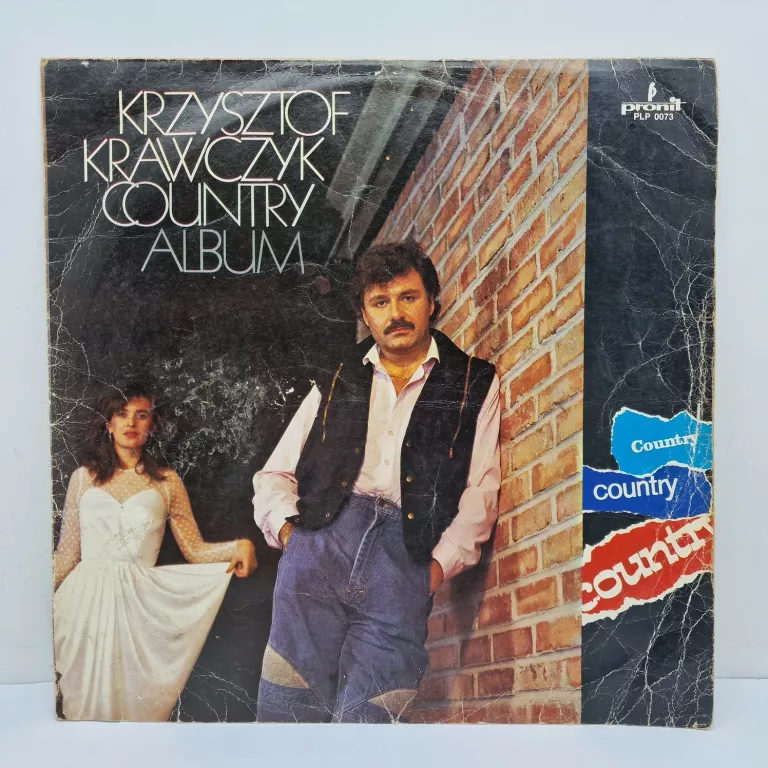 KRZYSZTOF
KRAWCZYK
COUNTRY
ALBUM
pronit
PLP 0073
Country
country
country